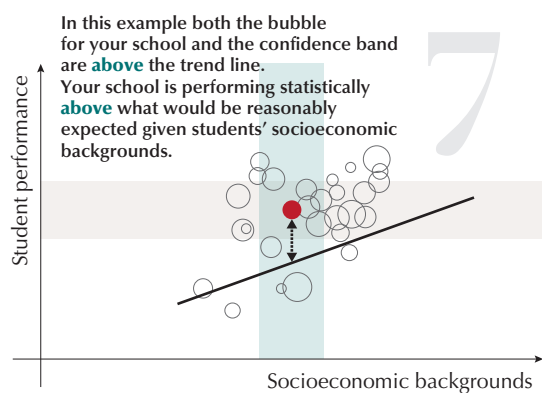 In this example both the bubble
for your school and the confidence band
are above the trend line.
Your school is performing statistically
above what would be reasonably
expected given students’ socioeconomic
backgrounds.
7
Student performance
Socioeconomic backgrounds